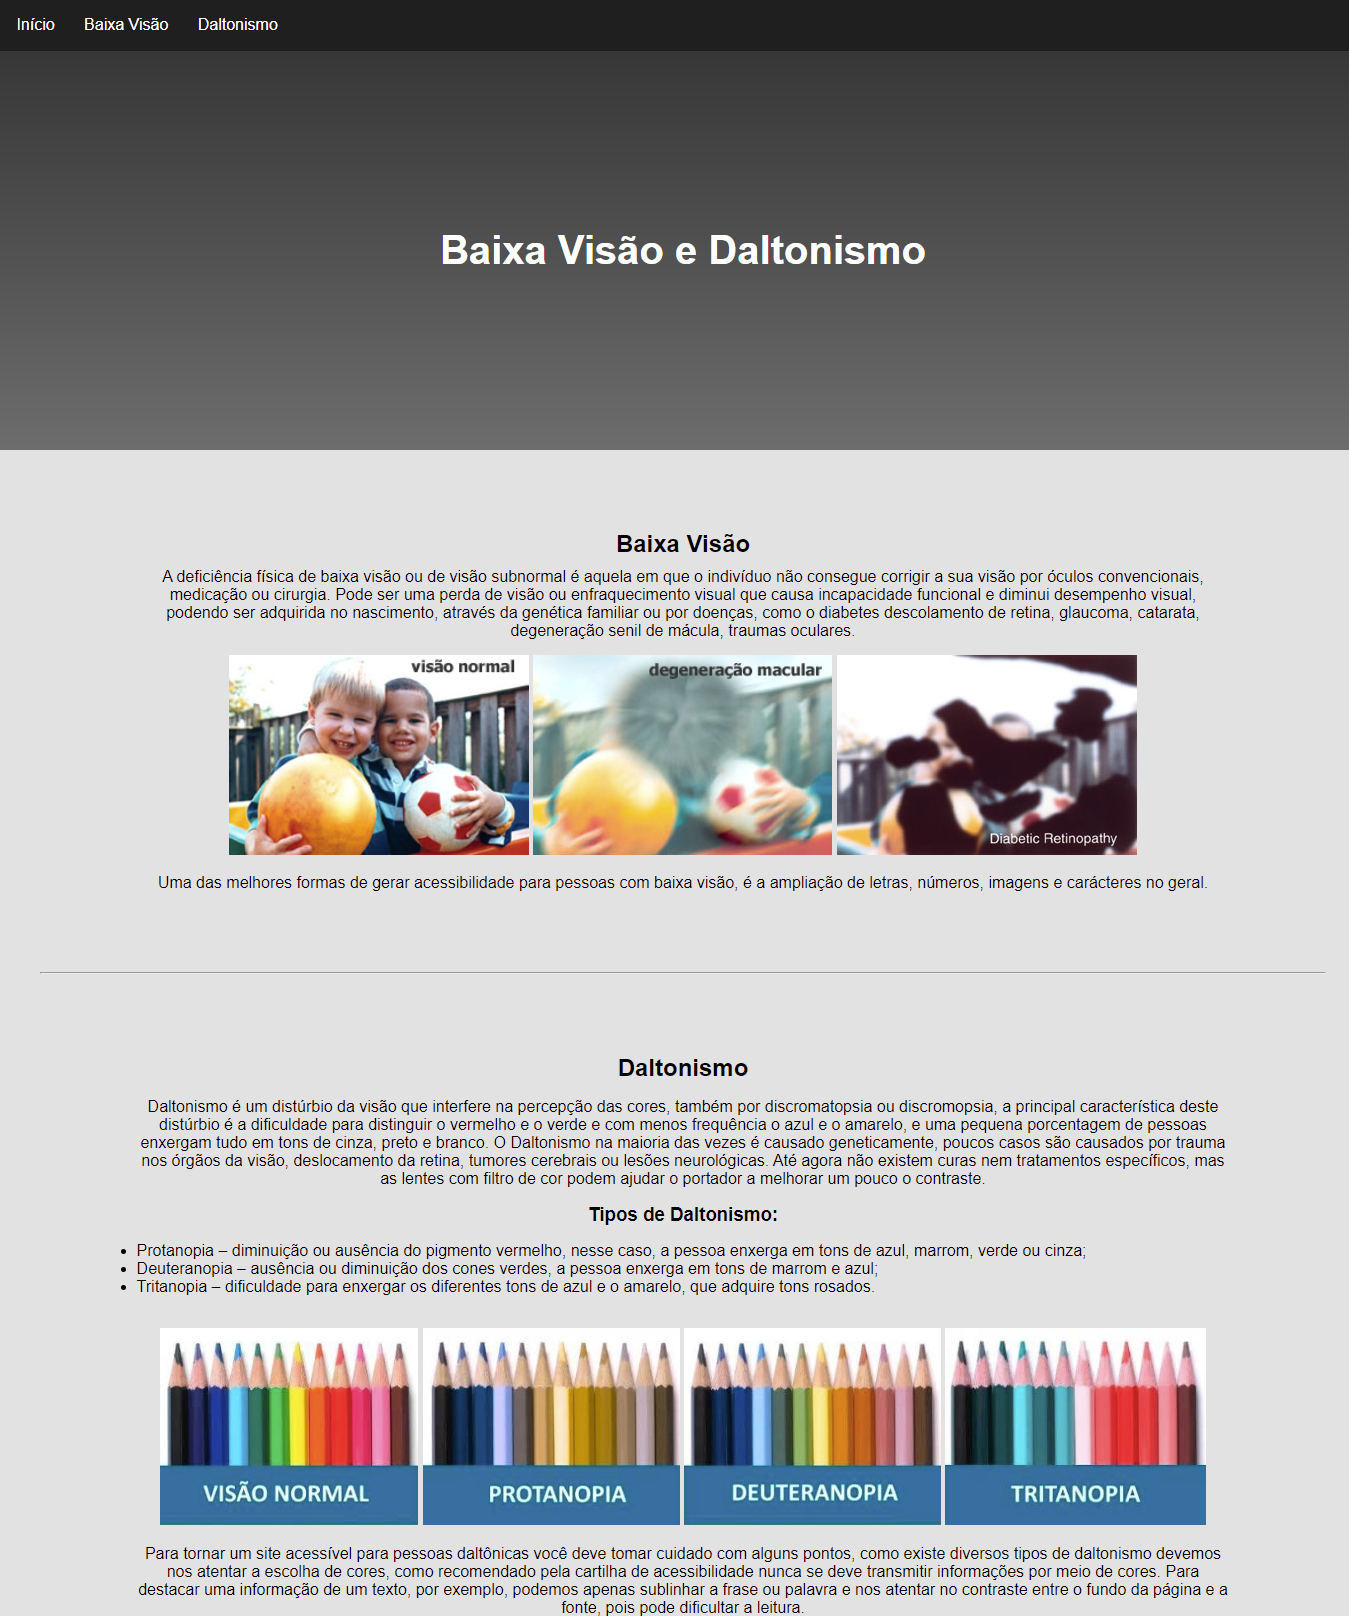 Início Baixa Visão Daltonismo
Baixa Visão e Daltonismo
Baixa Visão
A deficiência física de baixa visão ou de visão subnormal é aquela em que o indivíduo não consegue corrigir a sua visão por óculos convencionais,
medicação ou cirurgia. Pode ser uma perda de visão ou enfraquecimento visual que causa incapacidade funcional e diminui desempenho visual,
podendo ser adquirida no nascimento, através da genética familiar ou por doenças, como o diabetes descolamento de retina, glaucoma, catarata,
degeneração senil de mácula, traumas oculares.
visão normal
degeneração macular
Diabetic Retinopathy
Uma das melhores formas de gerar acessibilidade para pessoas com baixa visão, é a ampliação de letras, números, imagens e carácteres no geral.
Daltonismo
Daltonismo é um distúrbio da visão que interfere na percepção das cores, também por discromatopsia ou discromopsia, a principal característica deste
distúrbio é a dificuldade para distinguir o vermelho e o verde e com menos frequência o azul e o amarelo, e uma pequena porcentagem de pessoas
enxergam tudo em tons de cinza, preto e branco. O Daltonismo na maioria das vezes é causado geneticamente, poucos casos são causados por trauma
nos órgãos da visão, deslocamento da retina, tumores cerebrais ou lesões neurológicas. Até agora não existem curas nem tratamentos específicos, mas
as lentes com filtro de cor podem ajudar o portador a melhorar um pouco o contraste.
Tipos de Daltonismo:
• Protanopia – diminuição ou ausência do pigmento vermelho, nesse caso, a pessoa enxerga em tons de azul, marrom, verde ou cinza;
• Deuteranopia – ausência ou diminuição dos cones verdes, a pessoa enxerga em tons de marrom e azul;
• Tritanopia – dificuldade para enxergar os diferentes tons de azul e o amarelo, que adquire tons rosados.
VISÃO NORMAL
PROTANOPIA
DEUTERANOPIA
TRITANOPIA
Para tornar um site acessível para pessoas daltônicas você deve tomar cuidado com alguns pontos, como existe diversos tipos de daltonismo devemos
nos atentar a escolha de cores, como recomendado pela cartilha de acessibilidade nunca se deve transmitir informações por meio de cores. Para
destacar uma informação de um texto, por exemplo, podemos apenas sublinhar a frase ou palavra e nos atentar no contraste entre o fundo da página e a
fonte, pois pode dificultar a leitura.